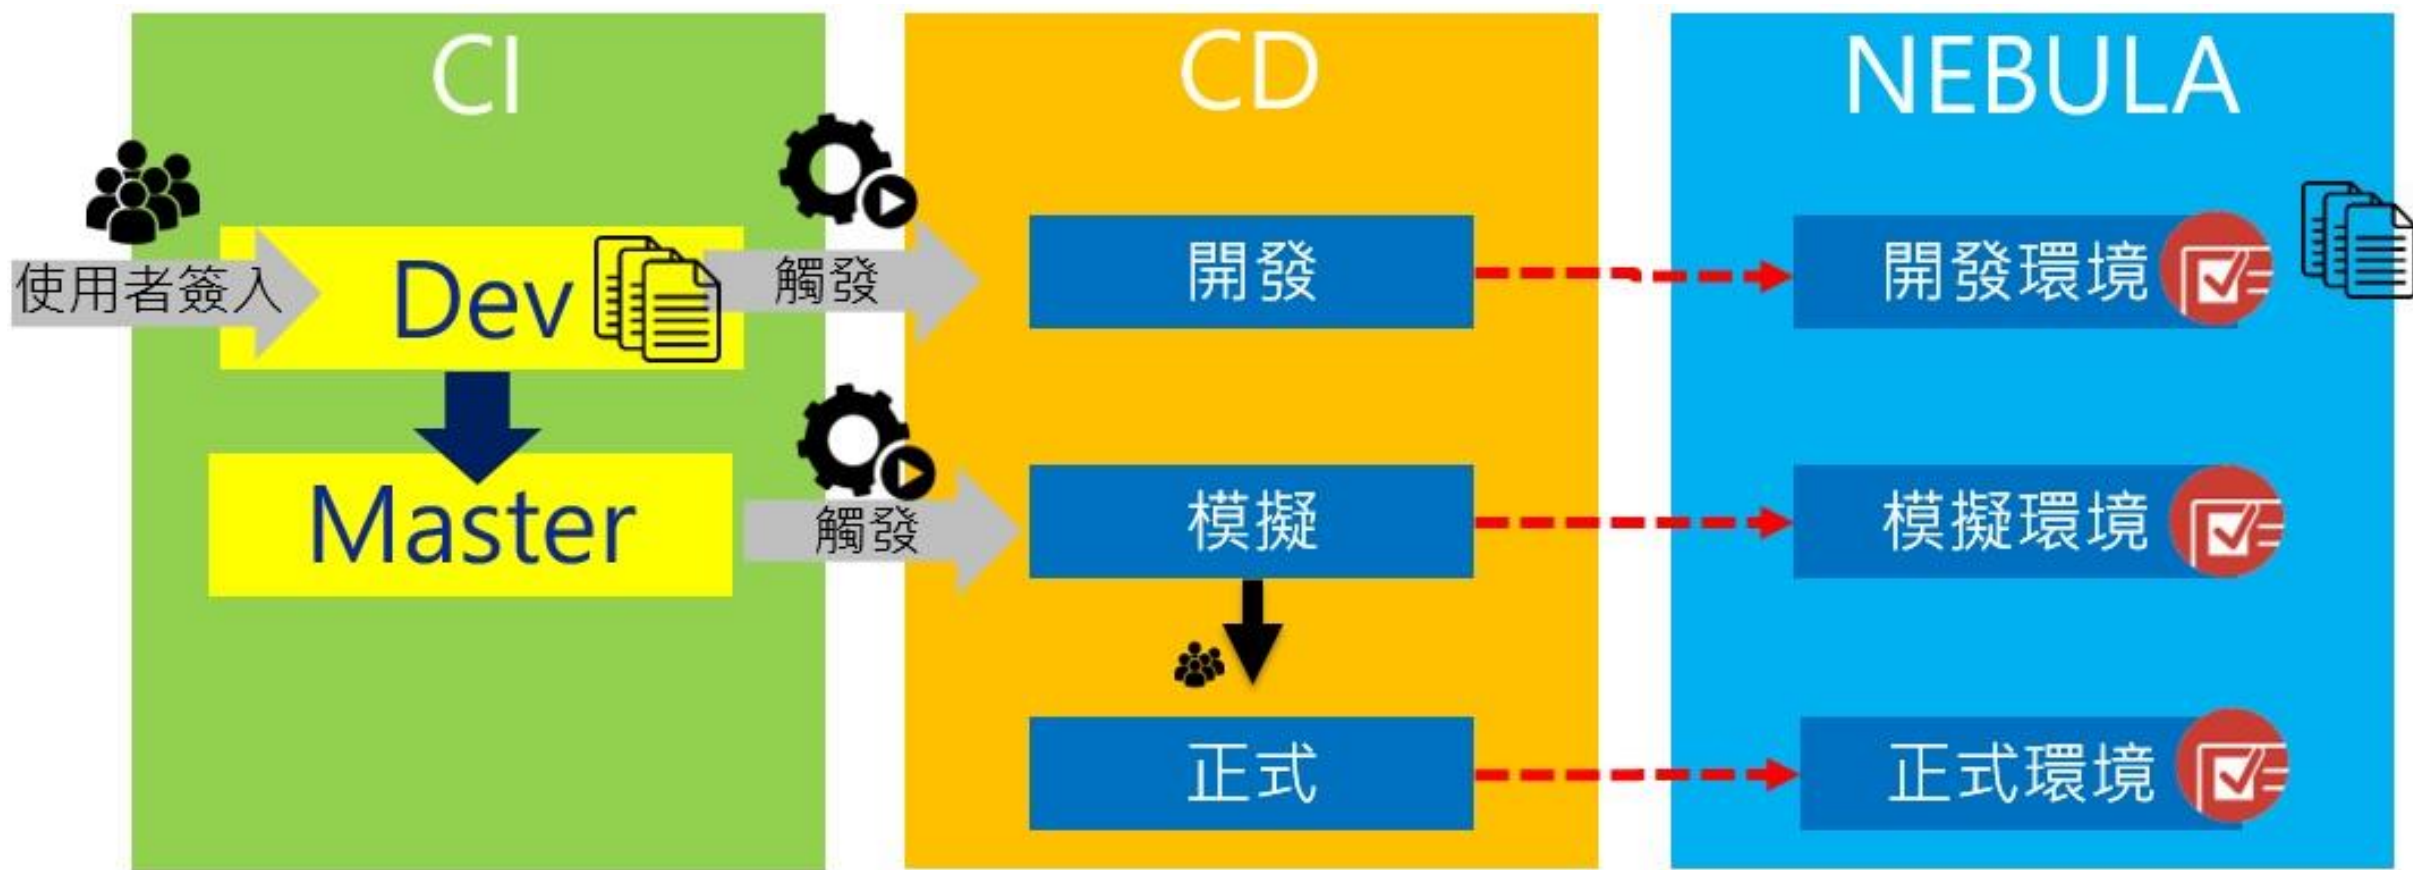 CI
CD
NEBULA
使用者簽入
Dev
觸發
開發
開發環境
Master
觸發
模擬
模擬環境
正式
正式環境